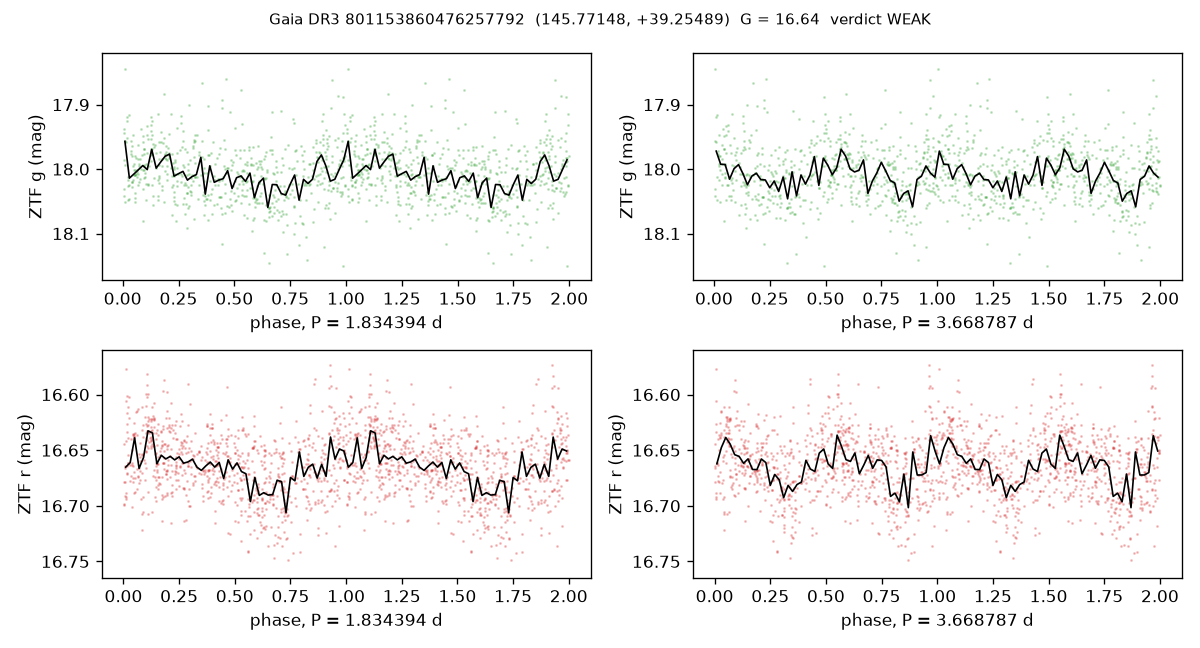 Gaia DR3 801153860476257792 (145.77148, +39.25489) G = 16.64 verdict WEAK
ZTF g (mag)
17.9
18.0
18.1
0.00 0.25 0.50 0.75 1.00 1.25 1.50 1.75 2.00
phase, P = 1.834394 d
ZTF g (mag)
17.9
18.0
18.1
0.00 0.25 0.50 0.75 1.00 1.25 1.50 1.75 2.00
phase, P = 3.668787 d
ZTF r (mag)
16.60
16.65
16.70
16.75
0.00 0.25 0.50 0.75 1.00 1.25 1.50 1.75 2.00
phase, P = 1.834394 d
ZTF r (mag)
16.60
16.65
16.70
16.75
0.00 0.25 0.50 0.75 1.00 1.25 1.50 1.75 2.00
phase, P = 3.668787 d